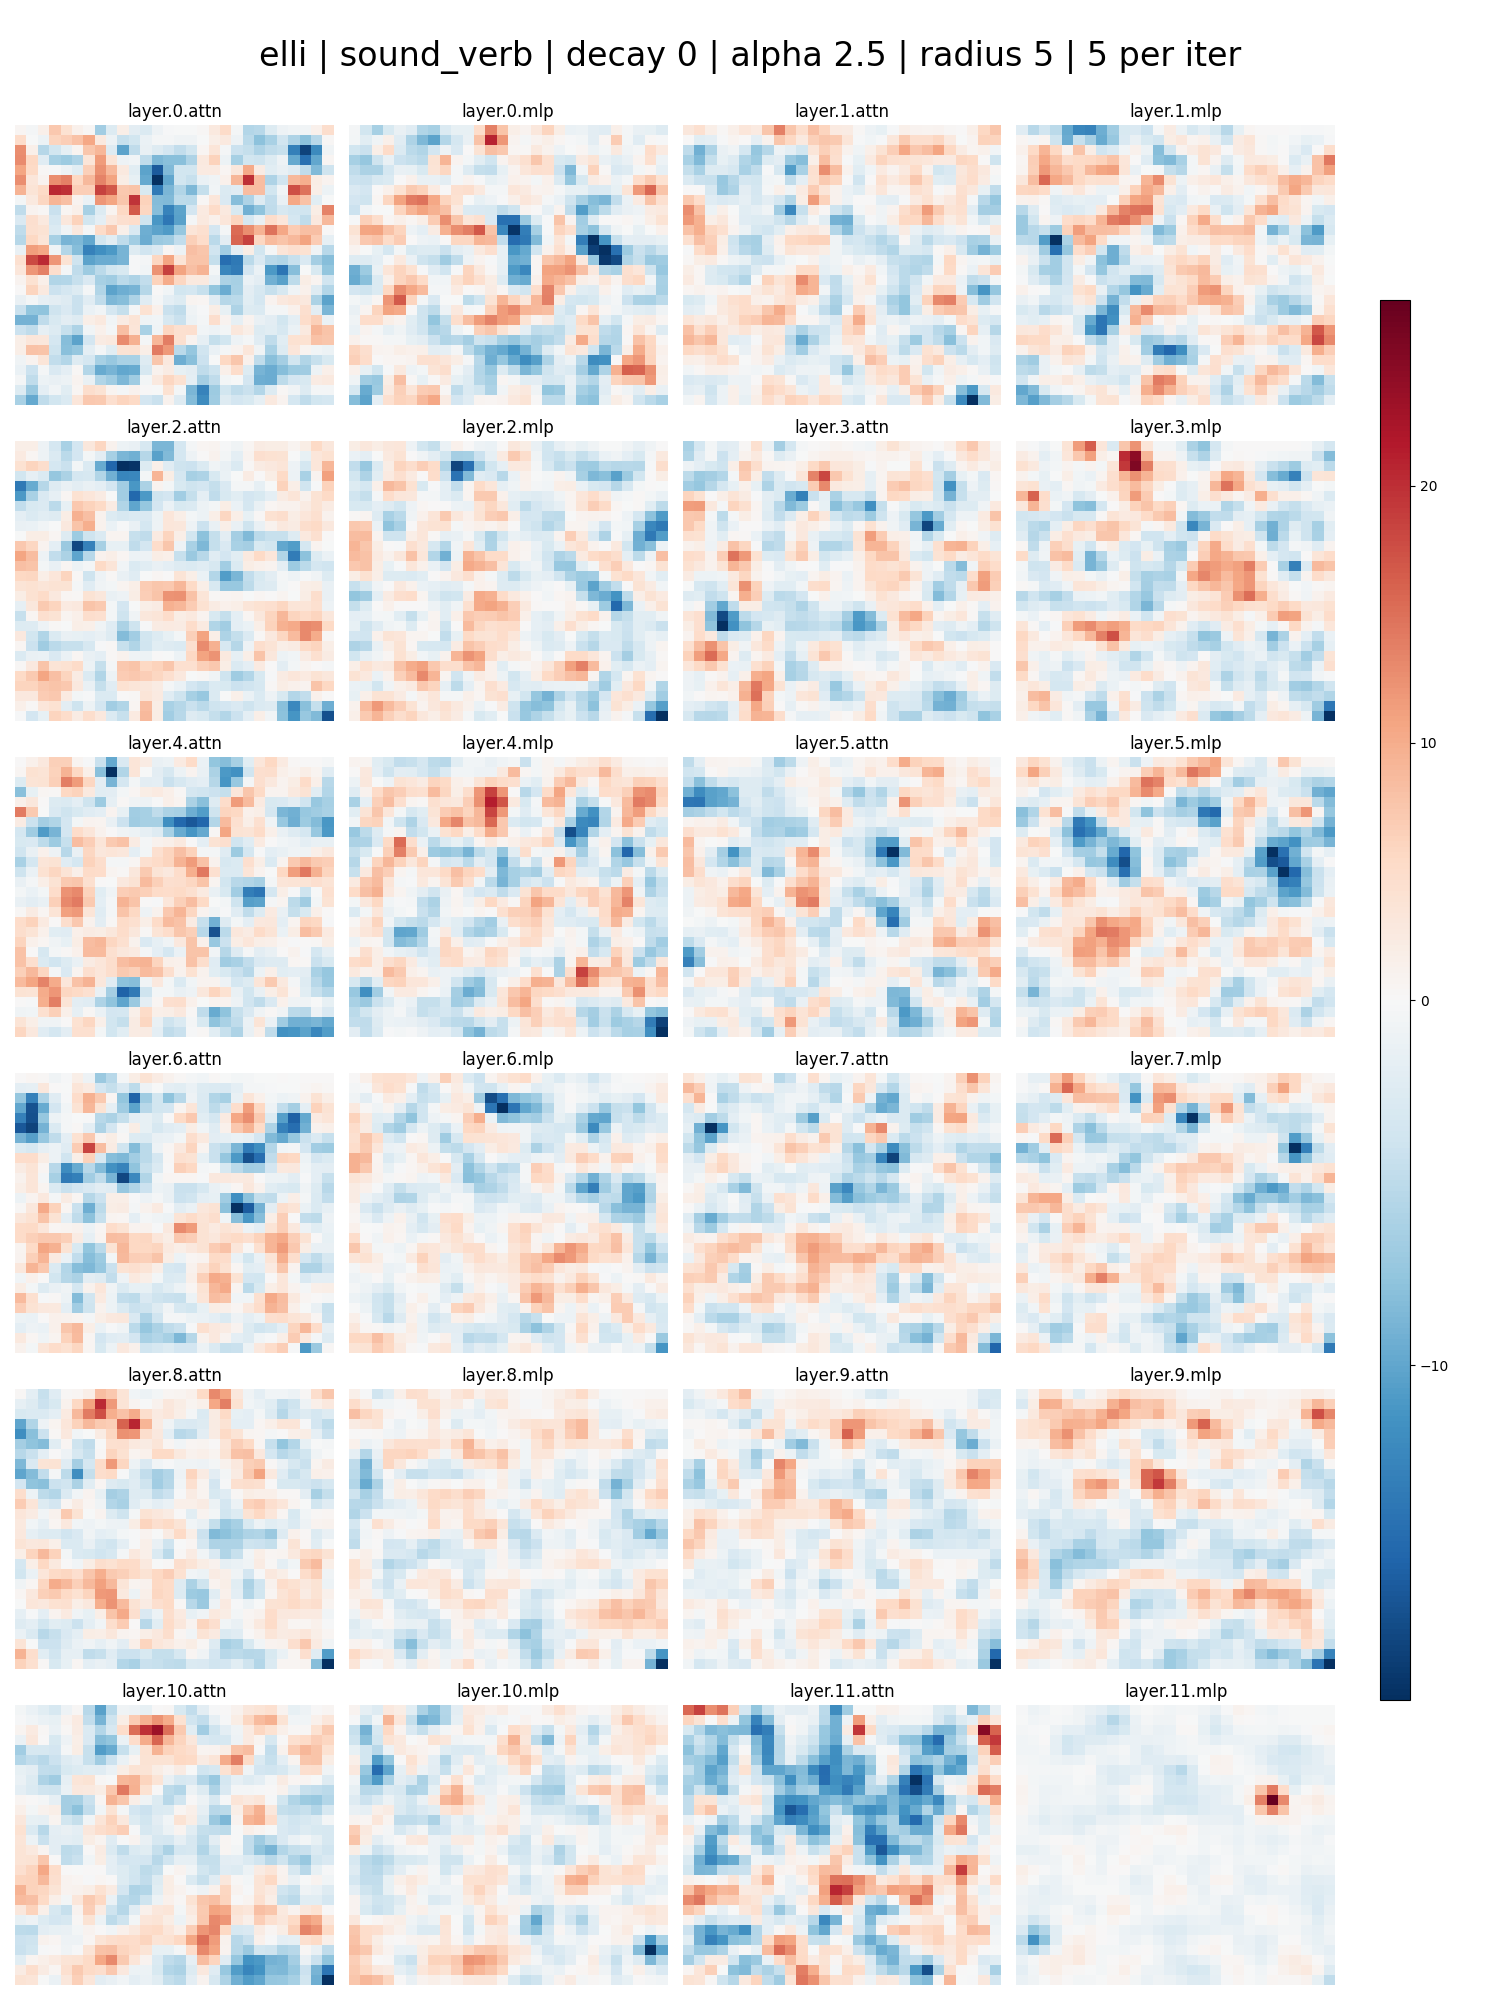 elli | sound_verb | decay 0 | alpha 2.5 | radius 5 | 5 per iter
layer.0.attn
layer.0.mlp
layer.1.attn
layer.1.mlp
layer.2.attn
layer.2.mlp
layer.3.attn
layer.3.mlp
layer.4.attn
layer.4.mlp
layer.5.attn
layer.5.mlp
layer.6.attn
layer.6.mlp
layer.7.attn
layer.7.mlp
layer.8.attn
layer.8.mlp
layer.9.attn
layer.9.mlp
layer.10.attn
layer.10.mlp
layer.11.attn
layer.11.mlp
20
10
0
−10